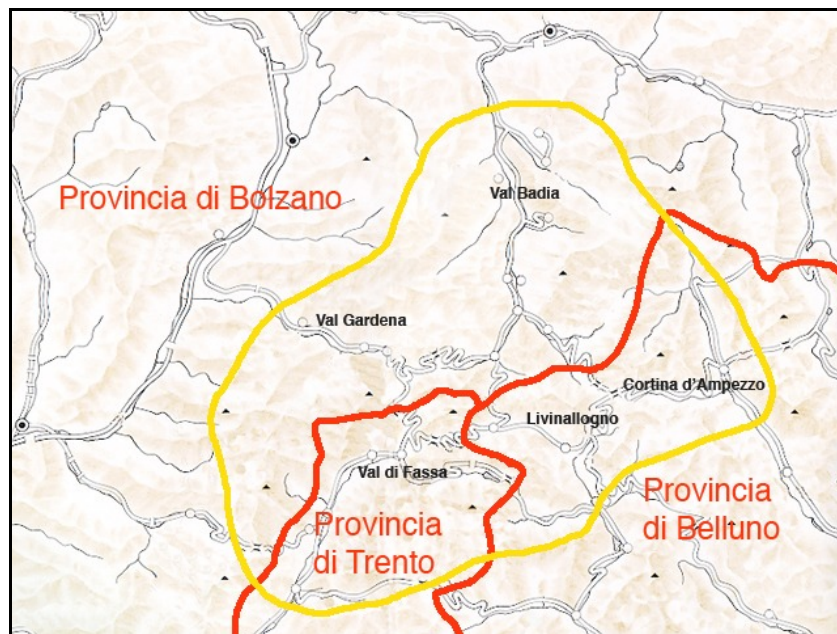 Provincia di Bolzano
Val Badia
Val Gardena
Cortina d'Ampezzo
Livinallogno
Val di Fassa
Provincia
di Belluno
Provincia
di Trento